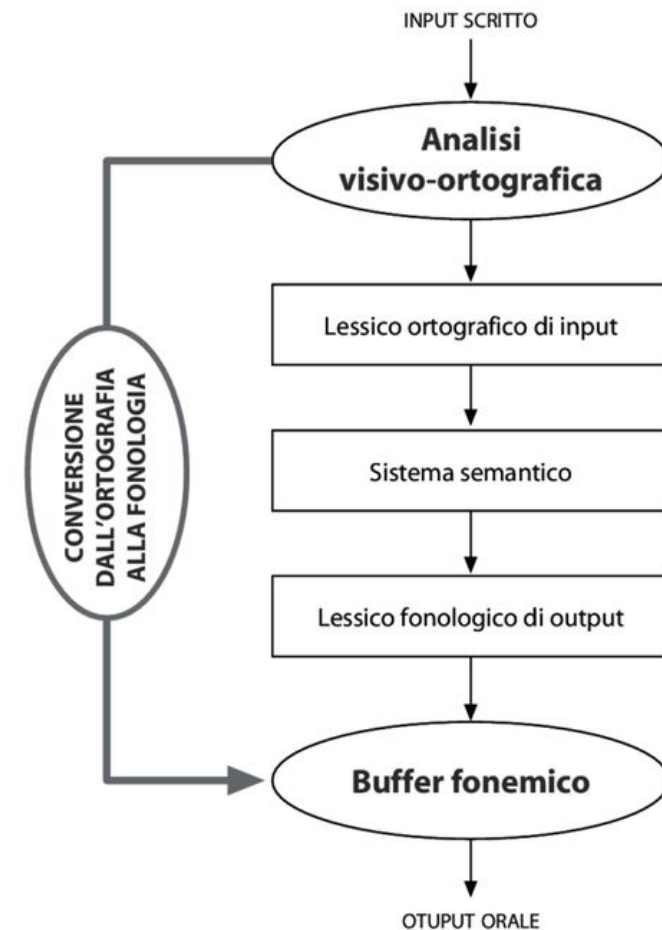 INPUT SCRITTO
Analisi
visivo-ortografica
Lessico ortografico di input
CONVERSIONE
DALL'ORTOGRAFIA
ALLA FONOLOGIA
Sistema semantico
Lessico fonologico di output
Buffer fonemico
OTUPUT ORALE